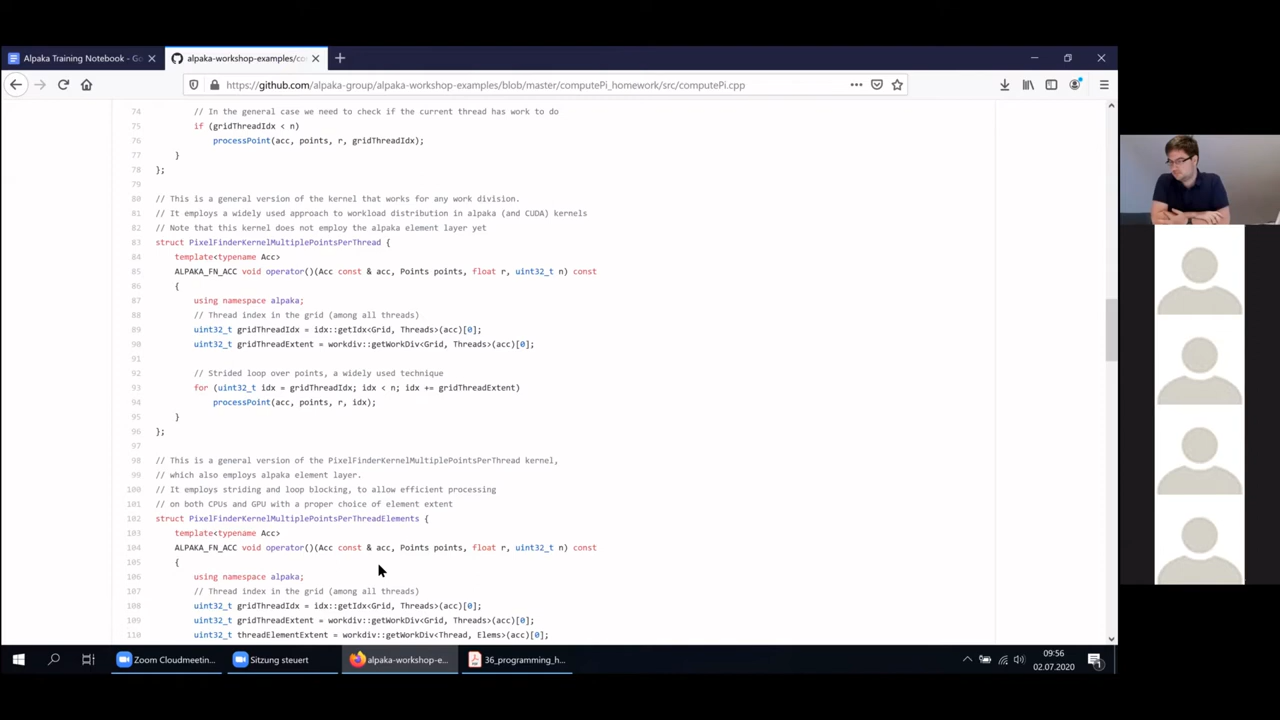 Alpaka Training Notebook - Go
alpaka-workshop-examples/co
https://github.com/alpaka-group/alpaka-workshop-examples/blob/master/computePi_homework/src/computePi.cpp
74 // In the general case we need to check if the current thread has work to do
75 if (gridThreadIdx < n)
76 processPoint(acc, points, r, gridThreadIdx);
77 }
78 };
79
80 // This is a general version of the kernel that works for any work division.
81 // It employs a widely used approach to workload distribution in alpaka (and CUDA) kernels
82 // Note that this kernel does not employ the alpaka element layer yet
83 struct PixelFinderKernelMultiplePointsPerThread {
84 template<typename Acc>
85 ALPAKA_FN_ACC void operator()(Acc const & acc, Points points, float r, uint32_t n) const
86 {
87 using namespace alpaka;
88 // Thread index in the grid (among all threads)
89 uint32_t gridThreadIdx = idx::getIdx<Grid, Threads>(acc)[0];
90 uint32_t gridThreadExtent = workdiv::getWorkDiv<Grid, Threads>(acc)[0];
91
92 // Strided loop over points, a widely used technique
93 for (uint32_t idx = gridThreadIdx; idx < n; idx += gridThreadExtent)
94 processPoint(acc, points, r, idx);
95 }
96 };
97
98 // This is a general version of the PixelFinderKernelMultiplePointsPerThread kernel,
99 // which also employs alpaka element layer.
100 // It employs striding and loop blocking, to allow efficient processing
101 // on both CPUs and GPU with a proper choice of element extent
102 struct PixelFinderKernelMultiplePointsPerThreadElements {
103 template<typename Acc>
104 ALPAKA_FN_ACC void operator()(Acc const & acc, Points points, float r, uint32_t n) const
105 {
106 using namespace alpaka;
107 // Thread index in the grid (among all threads)
108 uint32_t gridThreadIdx = idx::getIdx<Grid, Threads>(acc)[0];
109 uint32_t gridThreadExtent = workdiv::getWorkDiv<Grid, Threads>(acc)[0];
110 uint32_t threadElementExtent = workdiv::getWorkDiv<Thread, Elems>(acc)[0];
Zoom Cloudmeetin...
Sitzung steuert
alpaka-workshop-e...
36_programming_h...
09:56
02.07.2020
1